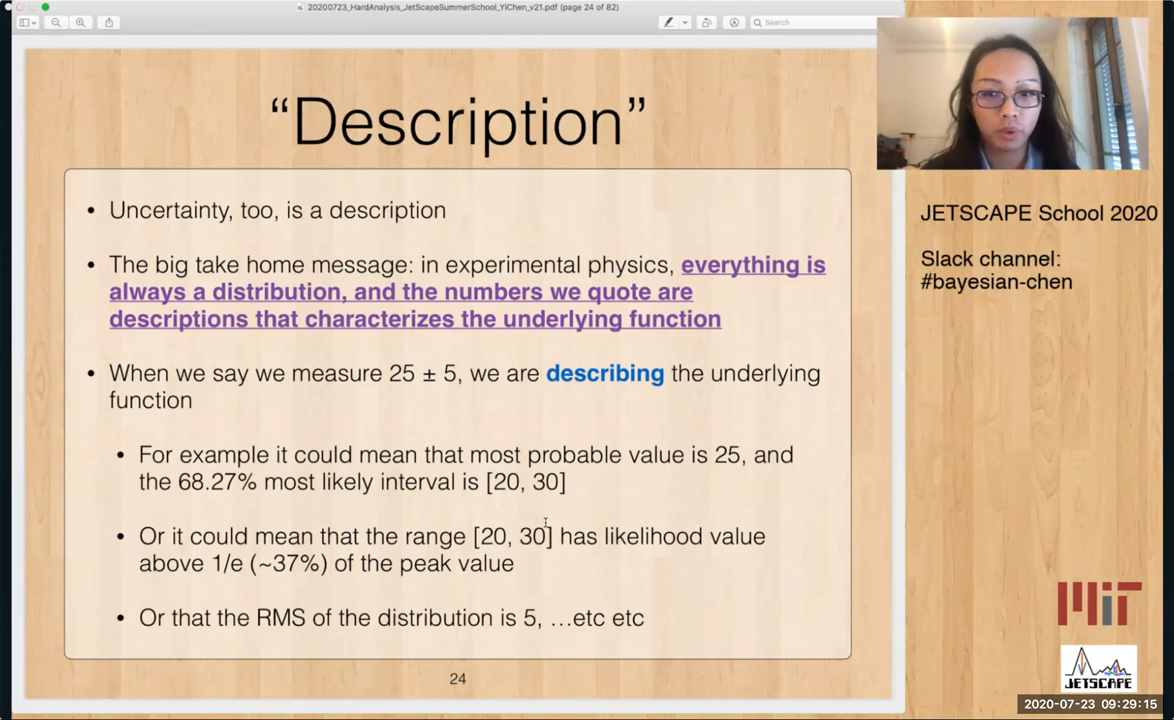 20200723_HardAnalysis_JetScapeSummerSchool_YiChen_v21.pdf (page 24 of 82)
Search
“Description”
• Uncertainty, too, is a description
• The big take home message: in experimental physics, everything is
always a distribution, and the numbers we quote are
descriptions that characterizes the underlying function
• When we say we measure 25 ± 5, we are describing the underlying
function
• For example it could mean that most probable value is 25, and
the 68.27% most likely interval is [20, 30]
• Or it could mean that the range [20, 30] has likelihood value
above 1/e (~37%) of the peak value
• Or that the RMS of the distribution is 5, …etc etc
24
JETSCAPE School 2020
Slack channel:
#bayesian-chen
MIT
JETSCAPE
2020-07-23 09:29:15